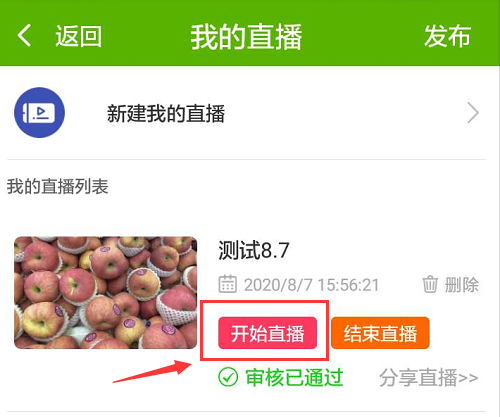 返回 我的直播 发布
新建我的直播
我的直播列表
测试8.7
2020/8/7 15:56:21 删除
开始直播 结束直播
审核已通过 分享直播>>